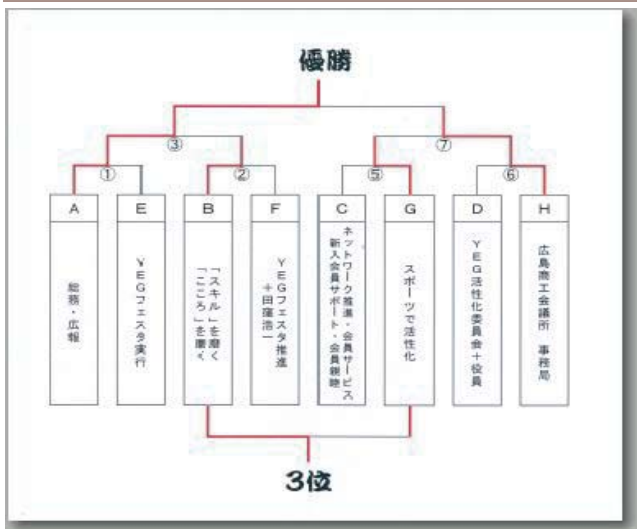 優勝
③
⑦
①
②
⑤
⑥
A
E
B
F
C
G
D
H
総務・広報
YEGフェスタ実行
「スキル」を磨く
「こころ」を磨く
YEGフェスタ推進
＋田窪浩一
ネットワーク推進・会員サービス
新入会員サポート・会員親睦
スポーツで活性化
YEG活性化委員会＋役員
広島商工会議所 事務局
3位